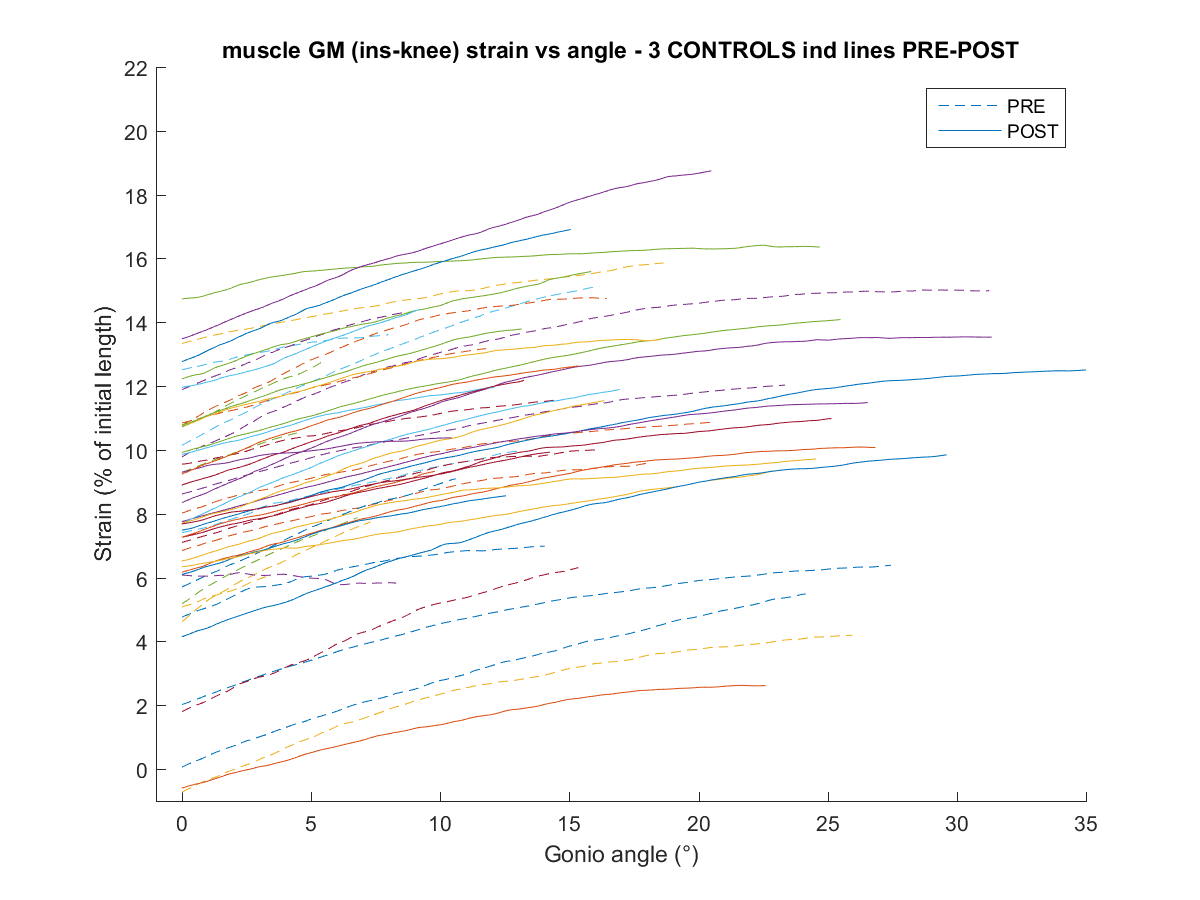 muscle GM (ins-knee) strain vs angle - 3 CONTROLS ind lines PRE-POST
PRE
POST
Strain (% of initial length)
22
20
18
16
14
12
10
8
6
4
2
0
0 5 10 15 20 25 30 35
Gonio angle (°)